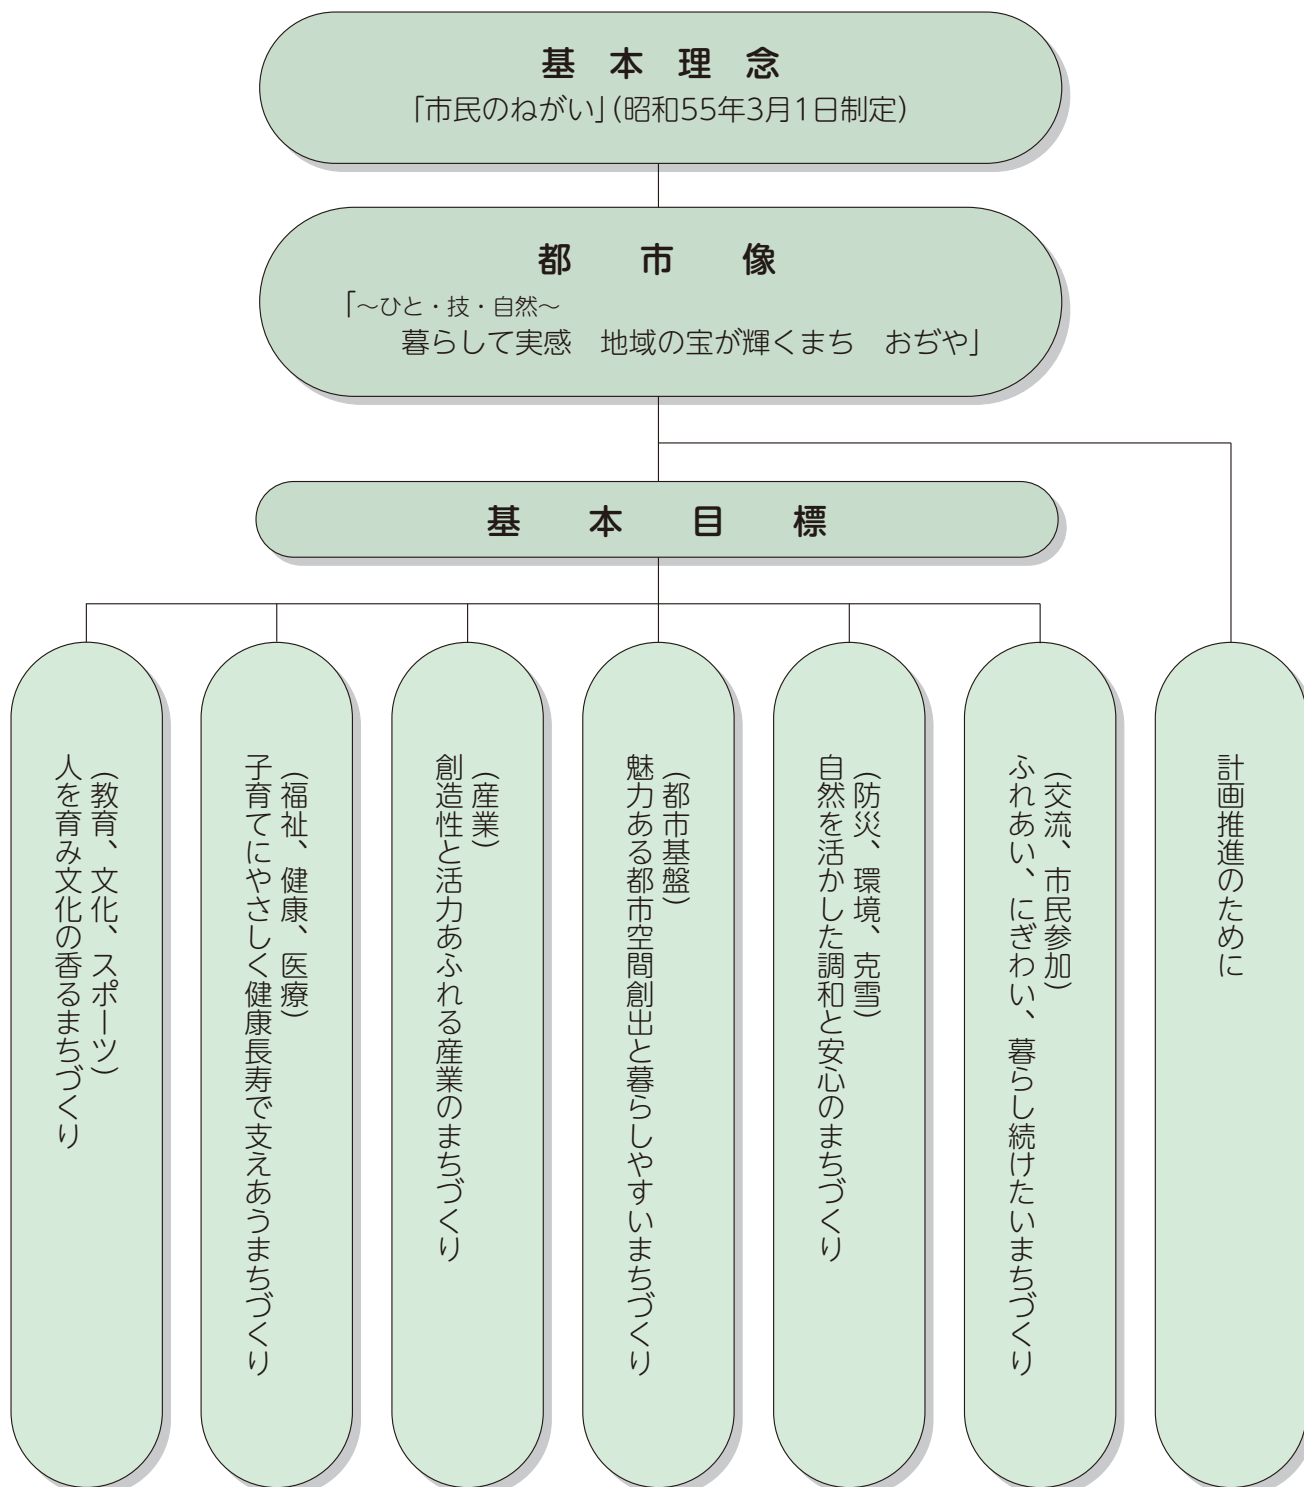 基本理念
「市民のねがい」(昭和55年3月1日制定)
都市像
「～ひと・技・自然～
暮らして実感　地域の宝が輝くまち　おぢや」
基本目標
(教育、文化、スポーツ)
人を育み文化の香るまちづくり
(福祉、健康、医療)
子育てにやさしく健康長寿で支えあうまちづくり
(産業)
創造性と活力あふれる産業のまちづくり
(都市基盤)
魅力ある都市空間創出と暮らしやすいまちづくり
(防災、環境、克雪)
自然を活かした調和と安心のまちづくり
(交流、市民参加)
ふれあい、にぎわい、暮らし続けたいまちづくり
計画推進のために